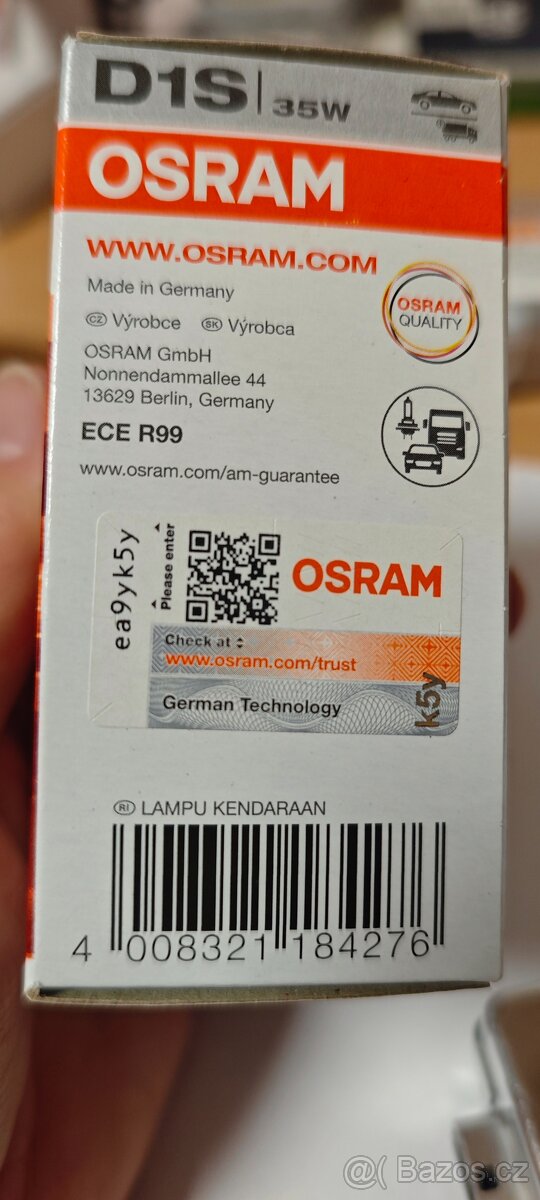 D1S | 35W
OSRAM
WWW.OSRAM.COM
Made in Germany
CZ Výrobce SK Výrobca
OSRAM GmbH
Nonnendammallee 44
13629 Berlin, Germany
OSRAM
QUALITY
ECE R99
www.osram.com/am-guarantee
ea9yk5y
Please enter
OSRAM
Check at
www.osram.com/trust
German Technology
k5y
RI LAMPU KENDARAAN
4 008321 184276
@ Bazos.cz